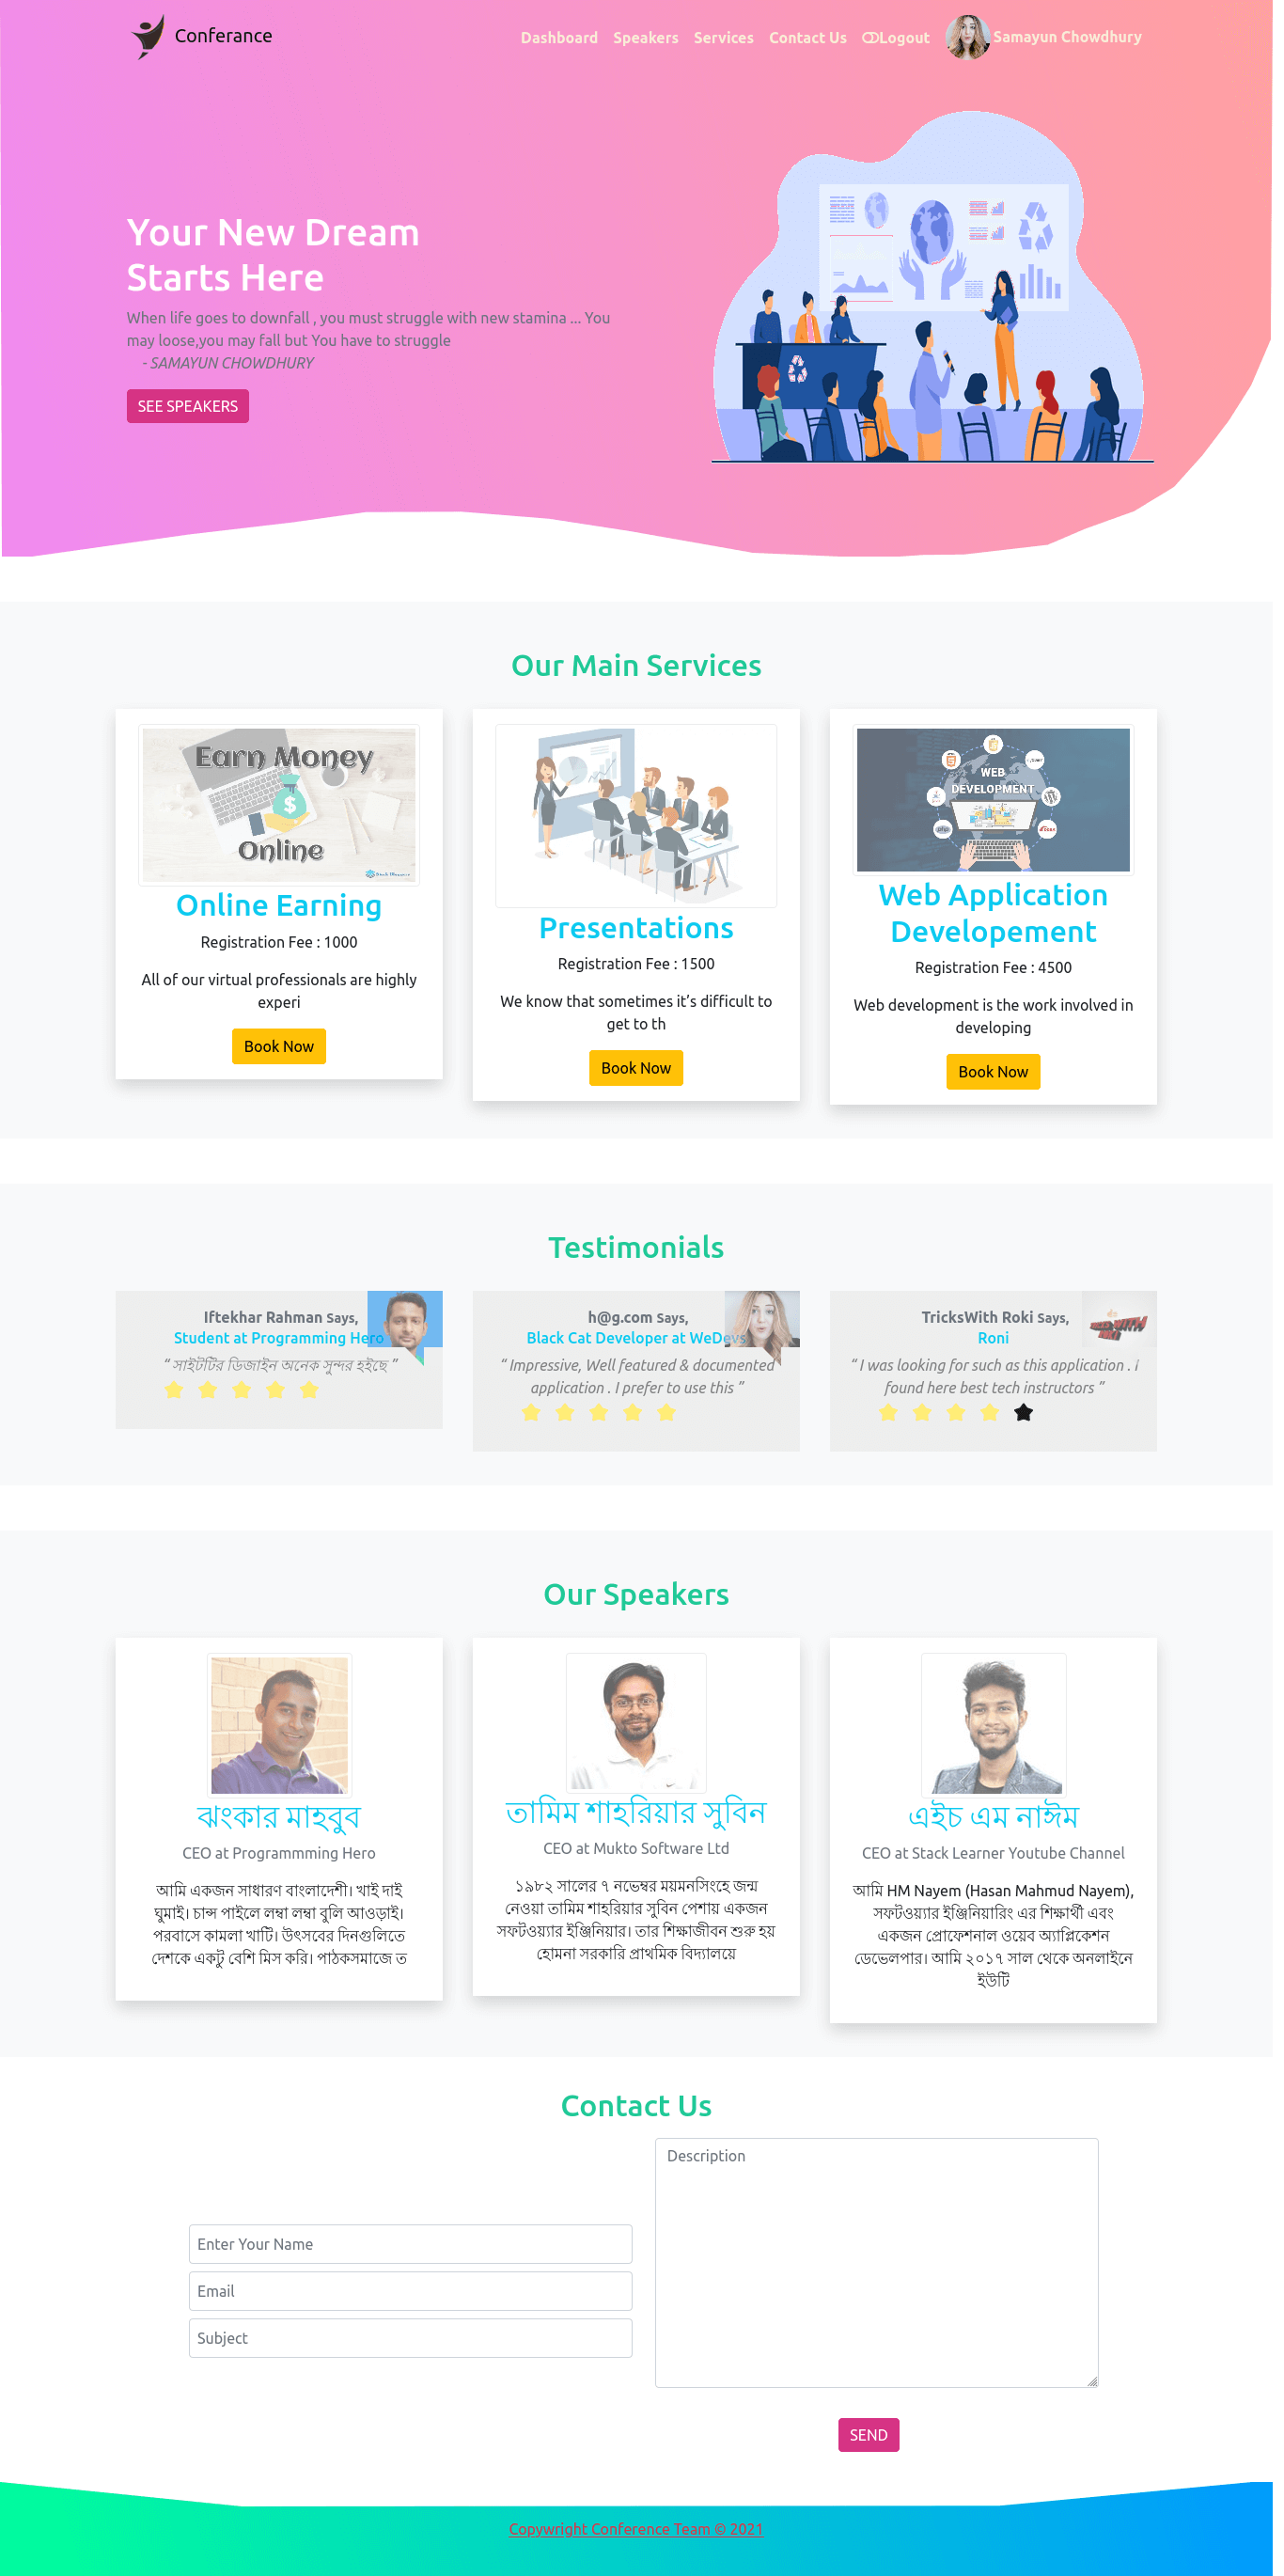 Conferance
Dashboard Speakers Services Contact Us Logout Samayun Chowdhury
Your New Dream
Starts Here
When life goes to downfall , you must struggle with new stamina ... You
may loose,you may fall but You have to struggle
- SAMAYUN CHOWDHURY
SEE SPEAKERS
Our Main Services
Earn Money
$
Online
Online Earning
Registration Fee : 1000
All of our virtual professionals are highly
experi
Book Now
Presentations
Registration Fee : 1500
We know that sometimes it’s difficult to
get to th
Book Now
WEB
DEVELOPMENT
Web Application
Developement
Registration Fee : 4500
Web development is the work involved in
developing
Book Now
Testimonials
Iftekhar Rahman Says,
Student at Programming Hero
“ সাইটটির ডিজাইন অনেক সুন্দর হইছে ”
h@g.com Says,
Black Cat Developer at WeDevs
“ Impressive, Well featured & documented
application . I prefer to use this ”
TricksWith Roki Says,
Roni
“ I was looking for such as this application . i
found here best tech instructors ”
Our Speakers
ঝংকার মাহবুব
CEO at Programmming Hero
আমি একজন সাধারণ বাংলাদেশী। খাই দাই
ঘুমাই। চান্স পাইলে লম্বা লম্বা বুলি আওড়াই।
পরবাসে কামলা খাটি। উৎসবের দিনগুলিতে
দেশকে একটু বেশি মিস করি। পাঠকসমাজে ত
তামিম শাহরিয়ার সুবিন
CEO at Mukto Software Ltd
১৯৮২ সালের ৭ নভেম্বর ময়মনসিংহে জন্ম
নেওয়া তামিম শাহরিয়ার সুবিন পেশায় একজন
সফটওয়্যার ইঞ্জিনিয়ার। তার শিক্ষাজীবন শুরু হয়
হোমনা সরকারি প্রাথমিক বিদ্যালয়ে
এইচ এম নাঈম
CEO at Stack Learner Youtube Channel
আমি HM Nayem (Hasan Mahmud Nayem),
সফটওয়্যার ইঞ্জিনিয়ারিং এর শিক্ষার্থী এবং
একজন প্রোফেশনাল ওয়েব অ্যাপ্লিকেশন
ডেভেলপার। আমি ২০১৭ সাল থেকে অনলাইনে
ইউটি
Contact Us
Enter Your Name
Email
Subject
Description
SEND
Copywright Conference Team © 2021